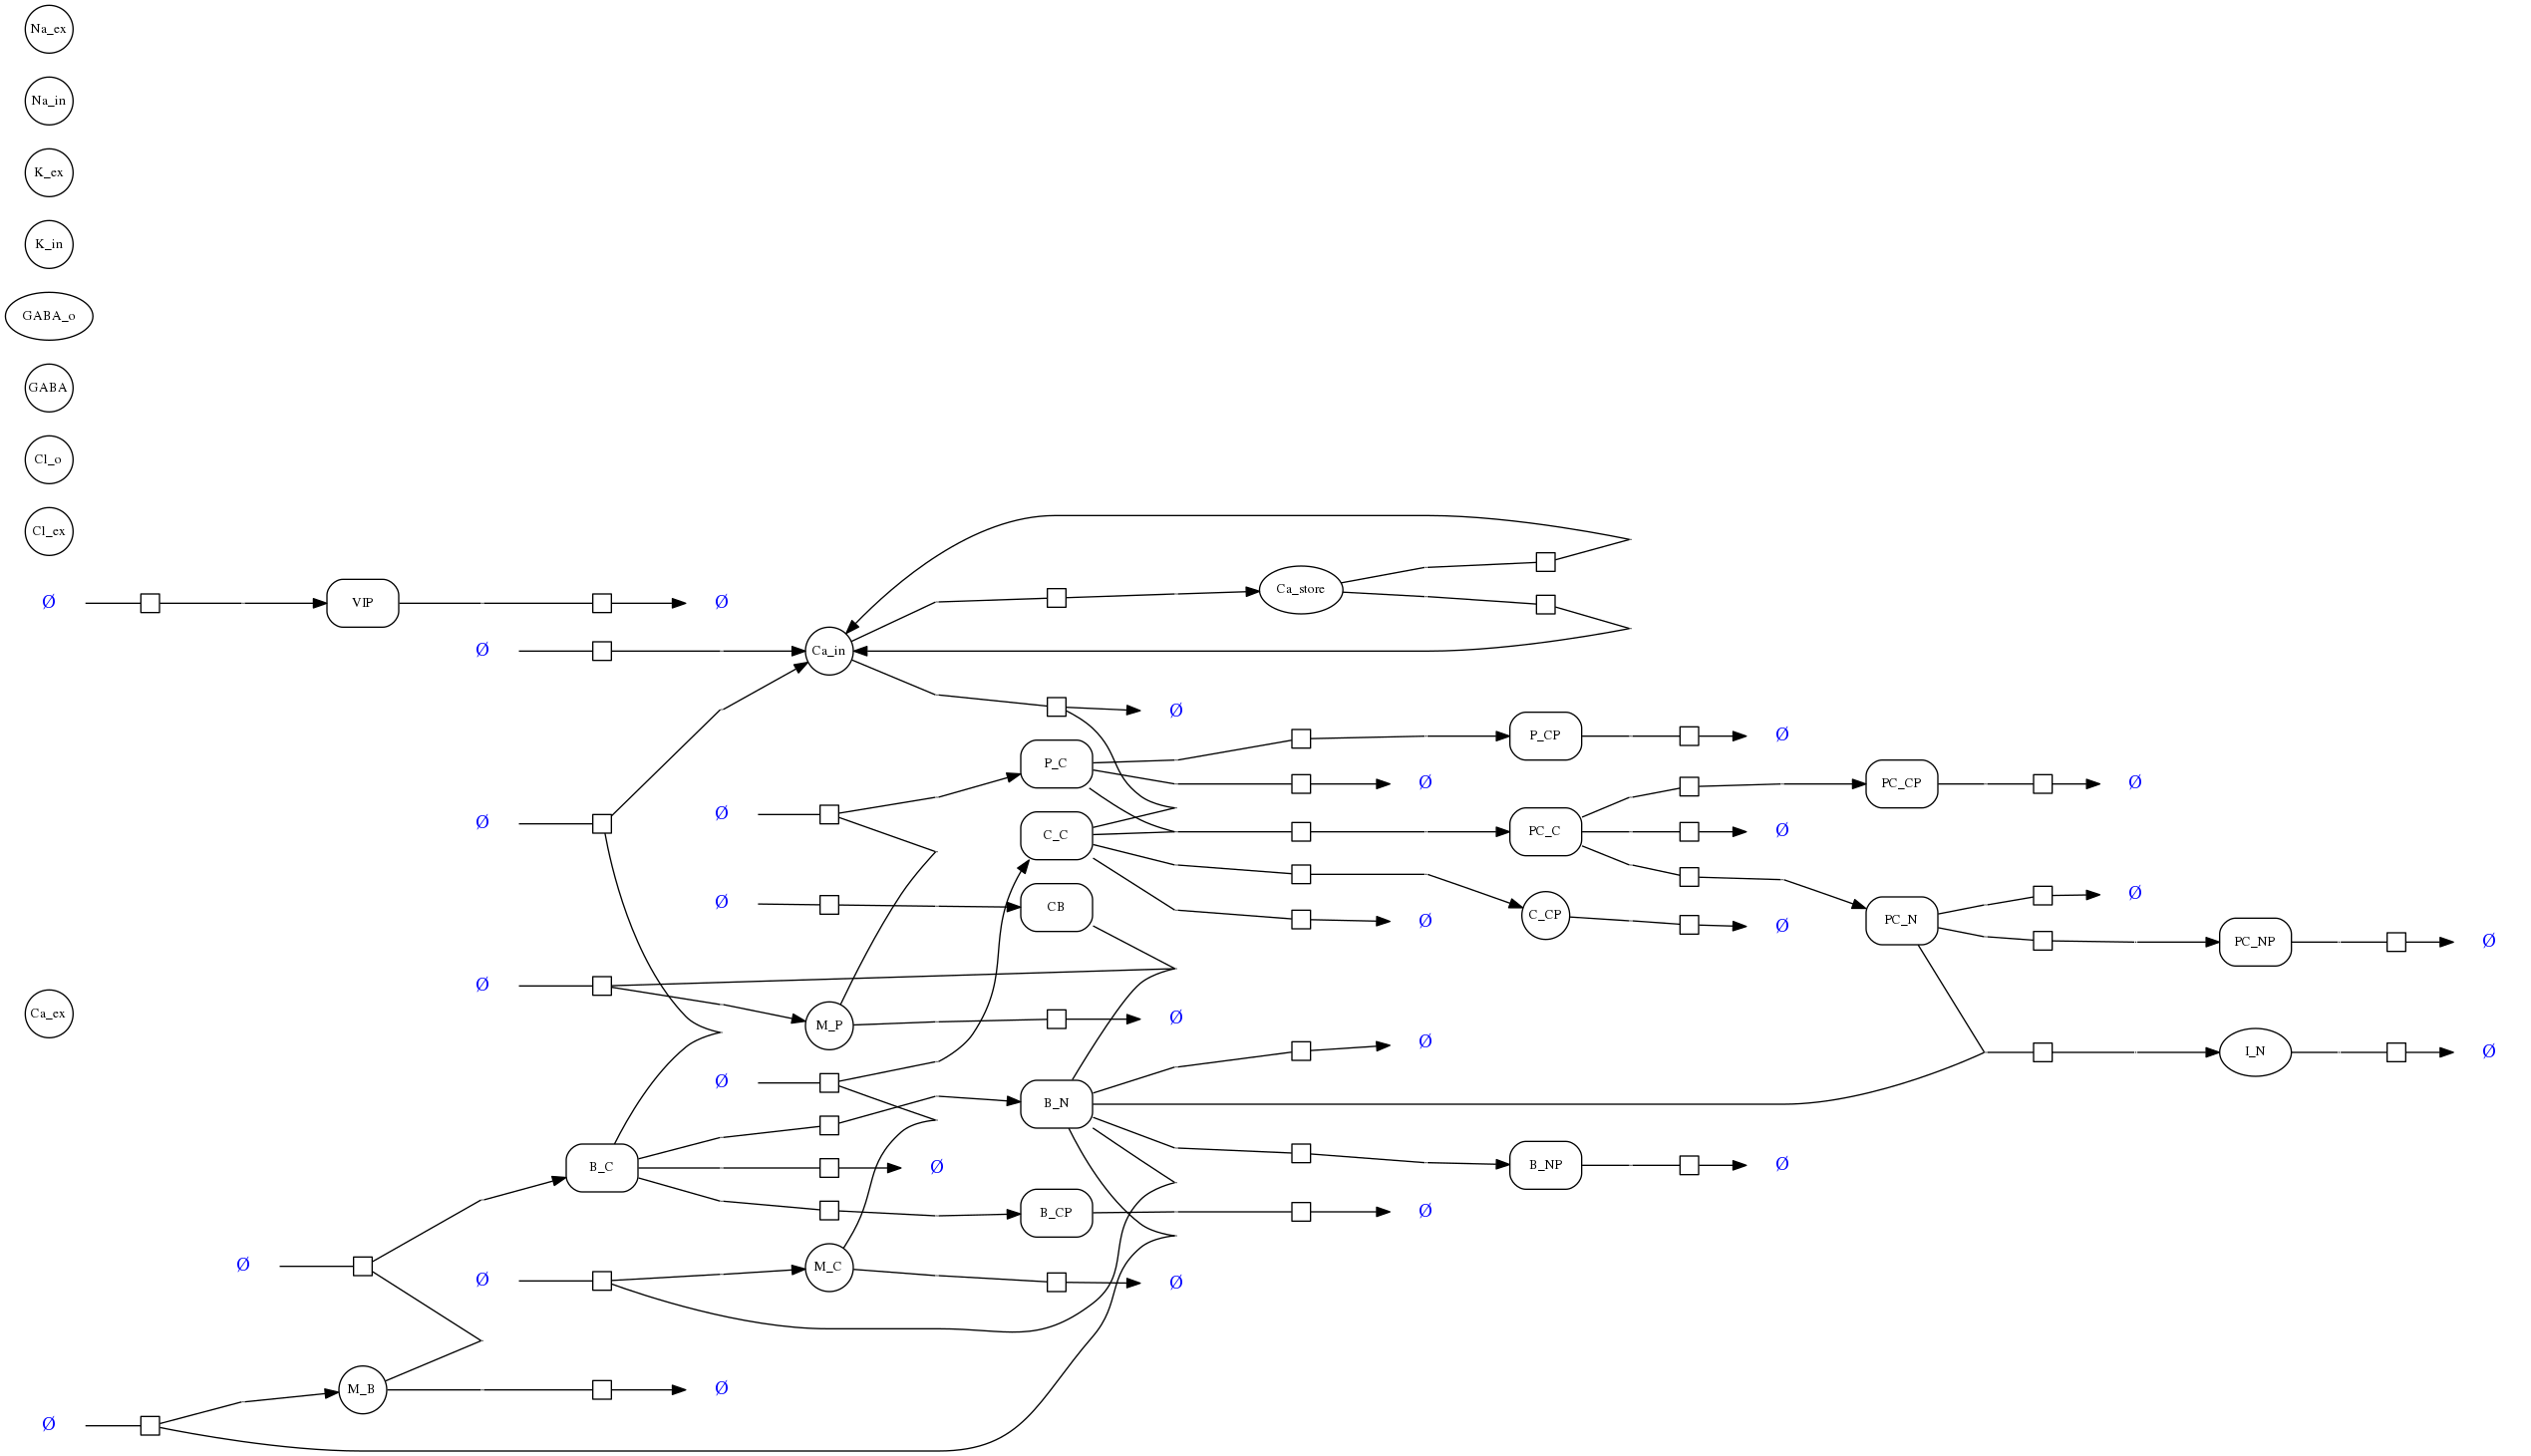 Na_ex
Na_in
K_ex
K_in
GABA_o
GABA
Cl_o
Cl_ex
Ø VIP Ø
Ca_store
Ø Ca_in
Ø
P_CP Ø
P_C
PC_CP Ø
Ø
Ø Ø
Ø
PC_C Ø
C_C
Ø CB
C_CP Ø
Ø
PC_N Ø
PC_NP Ø
Ø
Ca_ex
M_P Ø
Ø
I_N Ø
Ø
B_N
B_C Ø
B_NP Ø
B_CP Ø
Ø
Ø M_C Ø
M_B Ø
Ø